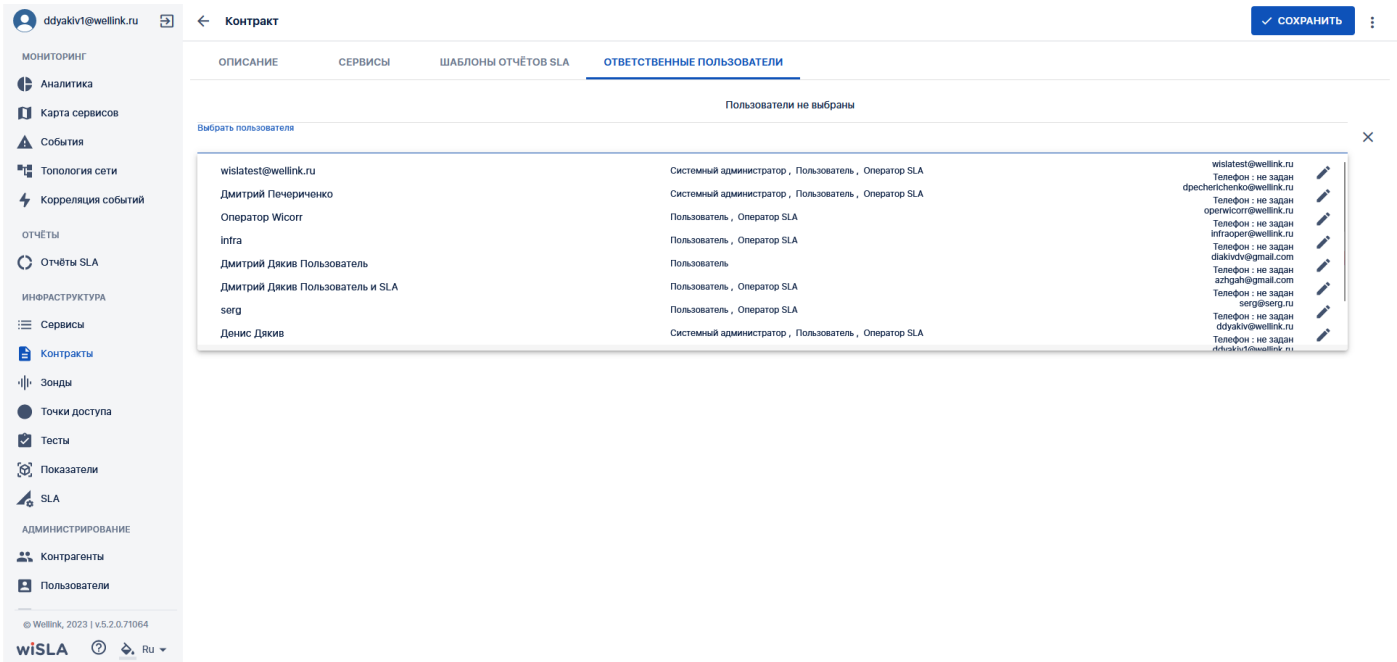 ddyakiv1@wellink.ru
Контракт
СОХРАНИТЬ
МОНИТОРИНГ
Аналитика
Карта сервисов
События
Топология сети
Корреляция событий
ОТЧЁТЫ
Отчёты SLA
ИНФРАСТРУКТУРА
Сервисы
Контракты
Зонды
Точки доступа
Тесты
Показатели
SLA
АДМИНИСТРИРОВАНИЕ
Контрагенты
Пользователи
© Wellink, 2023 | v.5.2.0.71064
wiSLA
Ru
ОПИСАНИЕ СЕРВИСЫ ШАБЛОНЫ ОТЧЁТОВ SLA ОТВЕТСТВЕННЫЕ ПОЛЬЗОВАТЕЛИ
Пользователи не выбраны
Выбрать пользователя
wislatest@wellink.ru Системный администратор , Пользователь , Оператор SLA wislatest@wellink.ru
Телефон : не задан
Дмитрий Печериченко Системный администратор , Пользователь , Оператор SLA dpecherichenko@wellink.ru
Телефон : не задан
Оператор Wicorr Пользователь , Оператор SLA operwicorr@wellink.ru
Телефон : не задан
infra Пользователь , Оператор SLA infraoper@wellink.ru
Телефон : не задан
Дмитрий Дякив Пользователь Пользователь diakivdv@gmail.com
Телефон : не задан
Дмитрий Дякив Пользователь и SLA Пользователь , Оператор SLA azhgah@gmail.com
Телефон : не задан
serg Пользователь , Оператор SLA serg@serg.ru
Телефон : не задан
Денис Дякив Системный администратор , Пользователь , Оператор SLA ddyakiv@wellink.ru
Телефон : не задан
ddyakiv1@wellink.ru